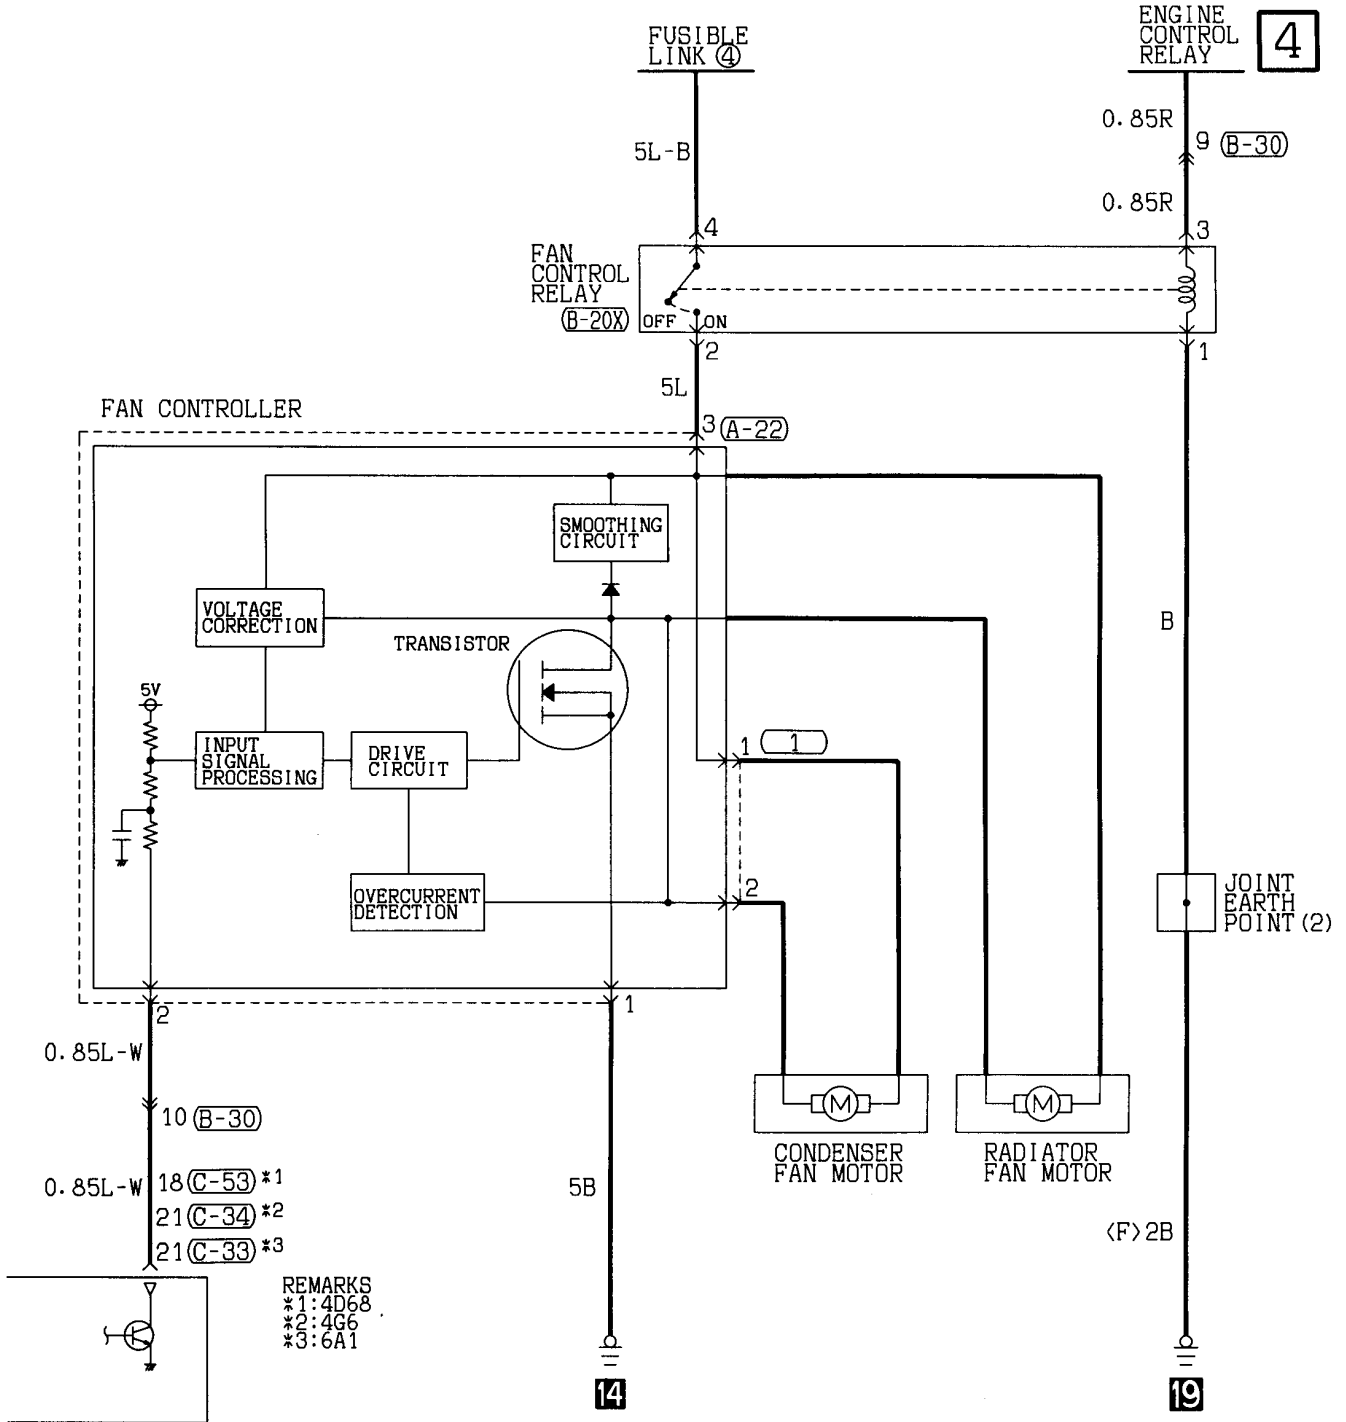 FUSIBLE
LINK ④
ENGINE
CONTROL
RELAY
4
0.85R
5L-B
9 (B-30)
0.85R
4
3
FAN
CONTROL
RELAY
(B-20X)
OFF
ON
2
1
5L
FAN CONTROLLER
3 (A-22)
SMOOTHING
CIRCUIT
VOLTAGE
CORRECTION
TRANSISTOR
B
5V
INPUT
SIGNAL
PROCESSING
DRIVE
CIRCUIT
1 (1)
OVERCURRENT
DETECTION
2
JOINT
EARTH
POINT (2)
2
1
0.85L-W
M
M
10 (B-30)
CONDENSER
FAN MOTOR
RADIATOR
FAN MOTOR
0.85L-W
18 (C-53) *1
5B
21 (C-34) *2
21 (C-33) *3
<F>2B
REMARKS
*1:4D68
*2:4G6
*3:6A1
14
19